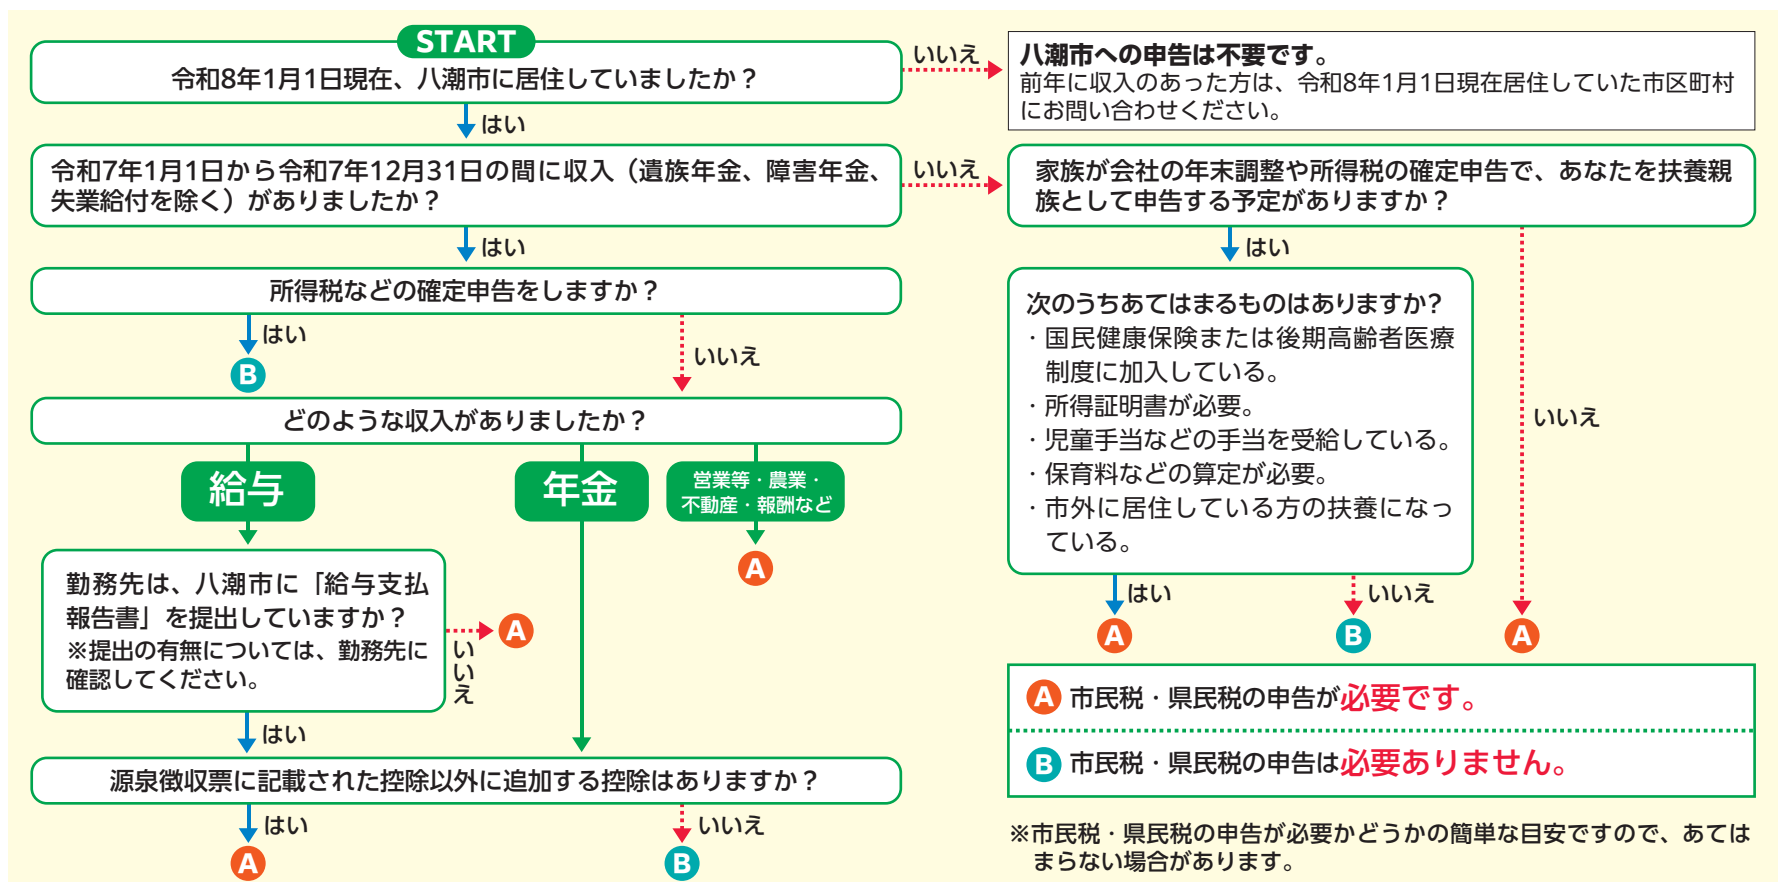 START
令和8年1月1日現在、八潮市に居住していましたか？
いいえ
八潮市への申告は不要です。
前年に収入のあった方は、令和8年1月1日現在居住していた市区町村
にお問い合わせください。
はい
令和7年1月1日から令和7年12月31日の間に収入（遺族年金、障害年金、
失業給付を除く）がありましたか？
いいえ
家族が会社の年末調整や所得税の確定申告で、あなたを扶養親
族として申告する予定がありますか？
はい
所得税などの確定申告をしますか？
はい
B
いいえ
どのような収入がありましたか？
給与
年金
営業等・農業・
不動産・報酬など
A
勤務先は、八潮市に「給与支払
報告書」を提出していますか？
※提出の有無については、勤務先に
確認してください。
いいえ
A
はい
源泉徴収票に記載された控除以外に追加する控除はありますか？
はい
A
いいえ
B
はい
次のうちあてはまるものはありますか？
・国民健康保険または後期高齢者医療
制度に加入している。
・所得証明書が必要。
・児童手当などの手当を受給している。
・保育料などの算定が必要。
・市外に居住している方の扶養になっ
ている。
はい
A
いいえ
B
いいえ
A
A 市民税・県民税の申告が必要です。
B 市民税・県民税の申告は必要ありません。
※市民税・県民税の申告が必要かどうかの簡単な目安ですので、あては
まらない場合があります。